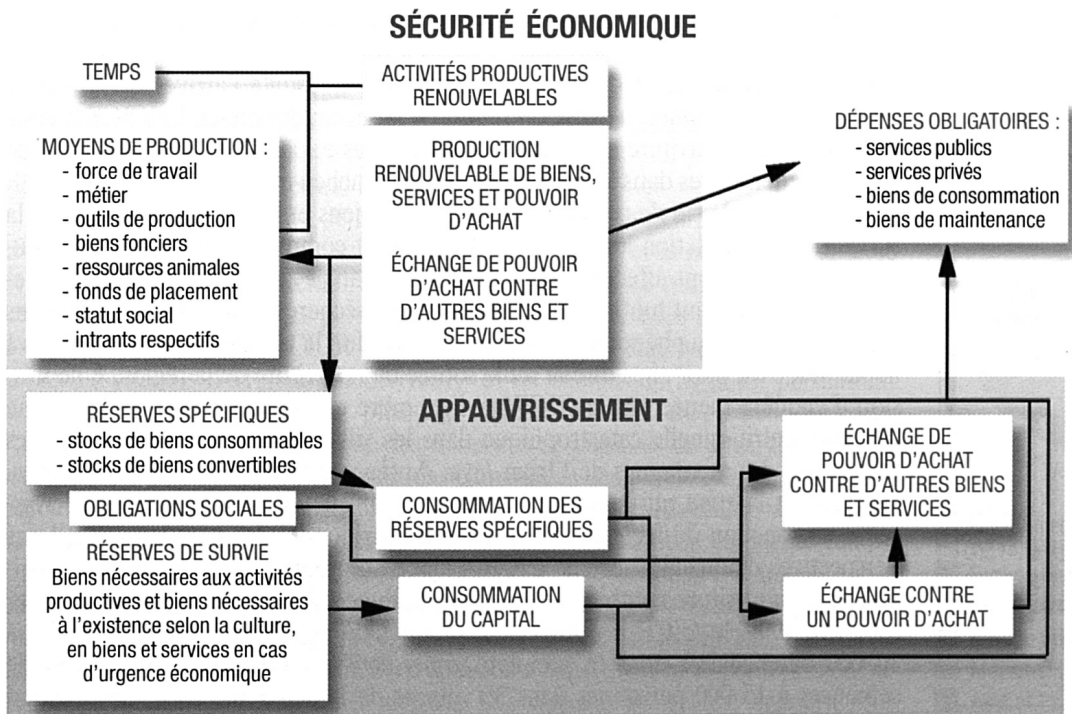 SÉCURITÉ ÉCONOMIQUE
TEMPS
ACTIVITÉS PRODUCTIVES
RENOUVELABLES
MOYENS DE PRODUCTION :
- force de travail
- métier
- outils de production
- biens fonciers
- ressources animales
- fonds de placement
- statut social
- intrants respectifs
PRODUCTION
RENOUVELABLE DE BIENS,
SERVICES ET POUVOIR
D'ACHAT
ÉCHANGE DE POUVOIR
D'ACHAT CONTRE
D'AUTRES BIENS ET
SERVICES
DÉPENSES OBLIGATOIRES :
- services publics
- services privés
- biens de consommation
- biens de maintenance
APPAUVRISSEMENT
RÉSERVES SPÉCIFIQUES
- stocks de biens consommables
- stocks de biens convertibles
OBLIGATIONS SOCIALES
RÉSERVES DE SURVIE
Biens nécessaires aux activités
productives et biens nécessaires
à l'existence selon la culture,
en biens et services en cas
d'urgence économique
CONSOMMATION DES
RÉSERVES SPÉCIFIQUES
CONSOMMATION
DU CAPITAL
ÉCHANGE DE
POUVOIR D'ACHAT
CONTRE D'AUTRES BIENS
ET SERVICES
ÉCHANGE CONTRE
UN POUVOIR D'ACHAT